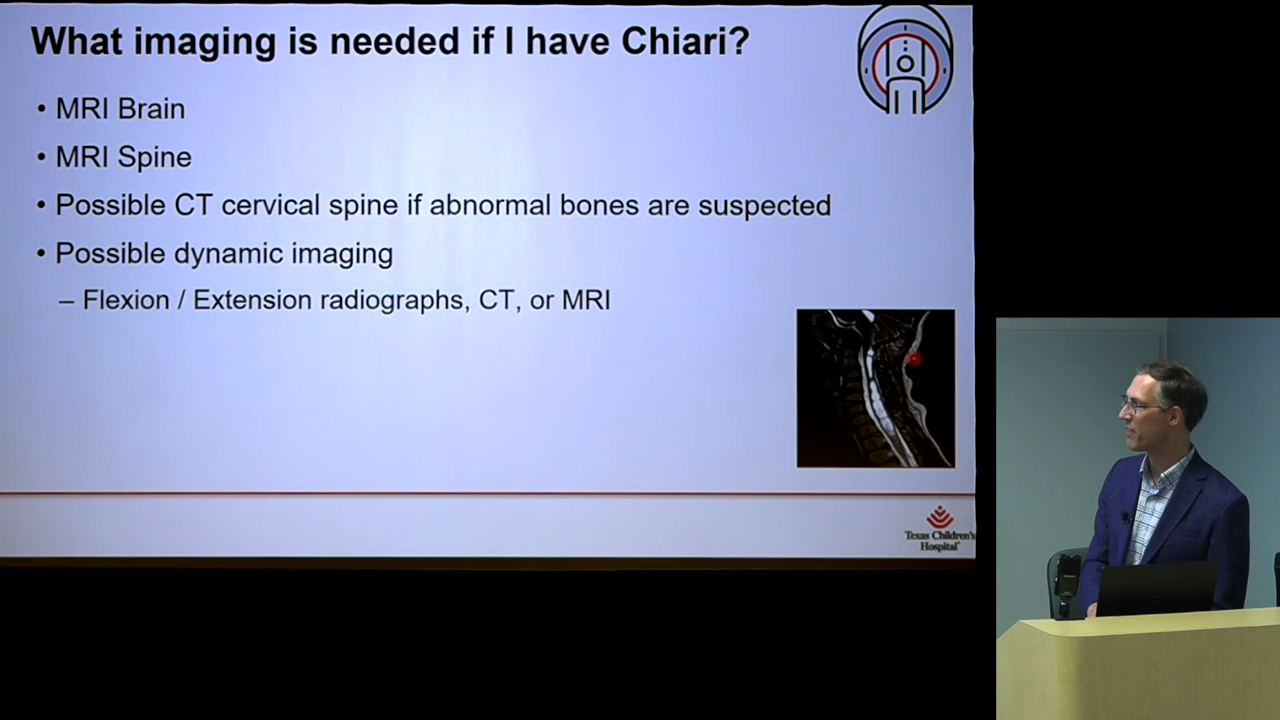 What imaging is needed if I have Chiari?
• MRI Brain
• MRI Spine
• Possible CT cervical spine if abnormal bones are suspected
• Possible dynamic imaging
– Flexion / Extension radiographs, CT, or MRI
Texas Children's
Hospital